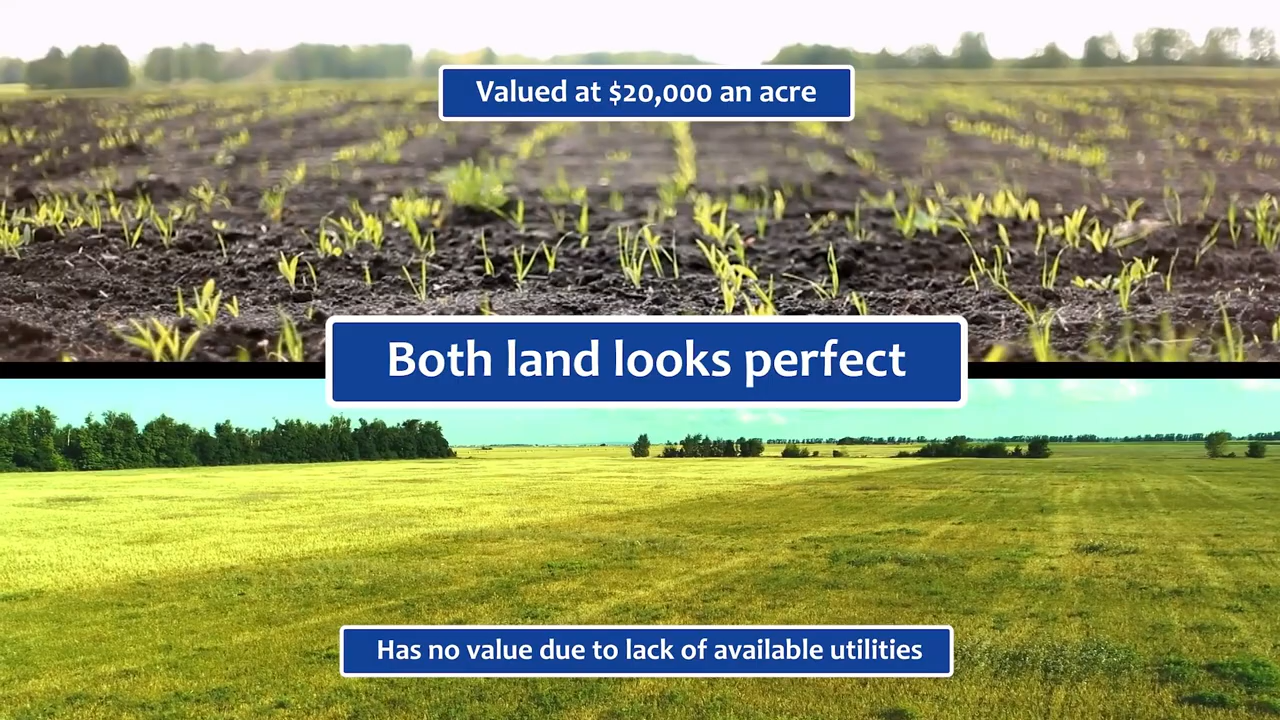 Valued at $20,000 an acre
Both land looks perfect
Has no value due to lack of available utilities